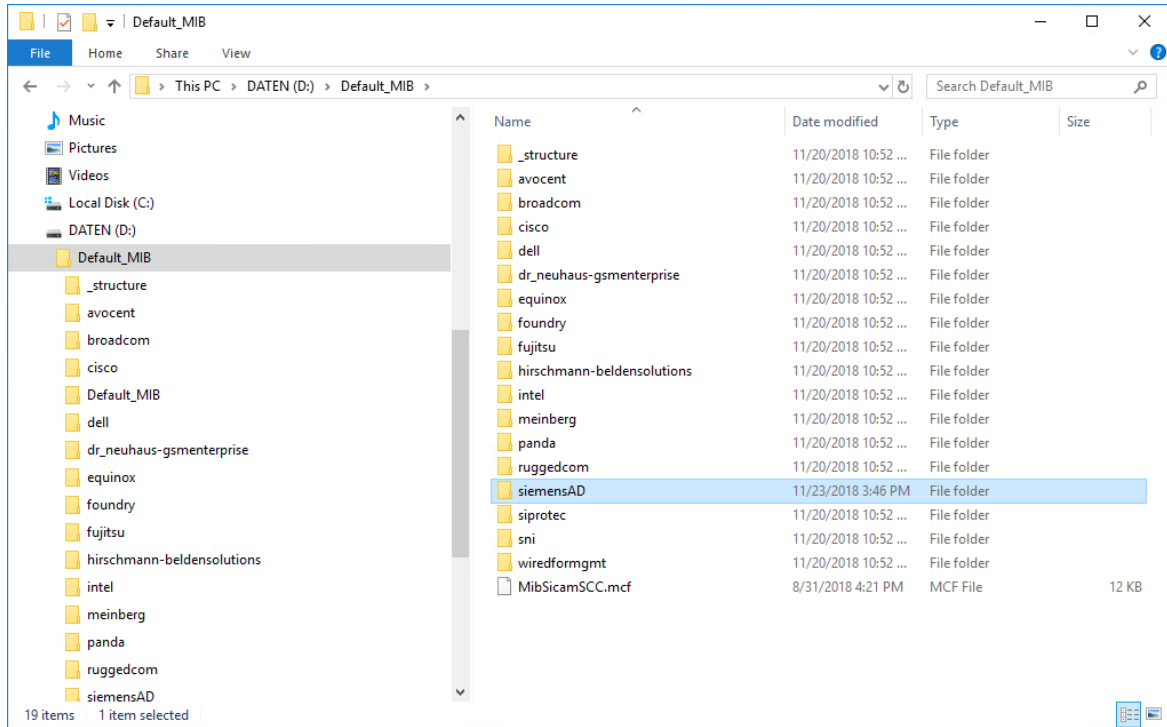 Default_MIB
File Home Share View
This PC > DATEN (D:) > Default_MIB >
Search Default_MIB
Music
Pictures
Videos
Local Disk (C:)
DATEN (D:)
Default_MIB
_structure
avocent
broadcom
cisco
Default_MIB
dell
dr_neuhaus-gsmenterprise
equinox
foundry
fujitsu
hirschmann-beldensolutions
intel
meinberg
panda
ruggedcom
siemensAD
Name Date modified Type Size
_structure 11/20/2018 10:52 ... File folder
avocent 11/20/2018 10:52 ... File folder
broadcom 11/20/2018 10:52 ... File folder
cisco 11/20/2018 10:52 ... File folder
dell 11/20/2018 10:52 ... File folder
dr_neuhaus-gsmenterprise 11/20/2018 10:52 ... File folder
equinox 11/20/2018 10:52 ... File folder
foundry 11/20/2018 10:52 ... File folder
fujitsu 11/20/2018 10:52 ... File folder
hirschmann-beldensolutions 11/20/2018 10:52 ... File folder
intel 11/20/2018 10:52 ... File folder
meinberg 11/20/2018 10:52 ... File folder
panda 11/20/2018 10:52 ... File folder
ruggedcom 11/20/2018 10:52 ... File folder
siemensAD 11/23/2018 3:46 PM File folder
siprotec 11/20/2018 10:52 ... File folder
sni 11/20/2018 10:52 ... File folder
wiredformgmt 11/20/2018 10:52 ... File folder
MibSicamSCC.mcf 8/31/2018 4:21 PM MCF File 12 KB
19 items 1 item selected